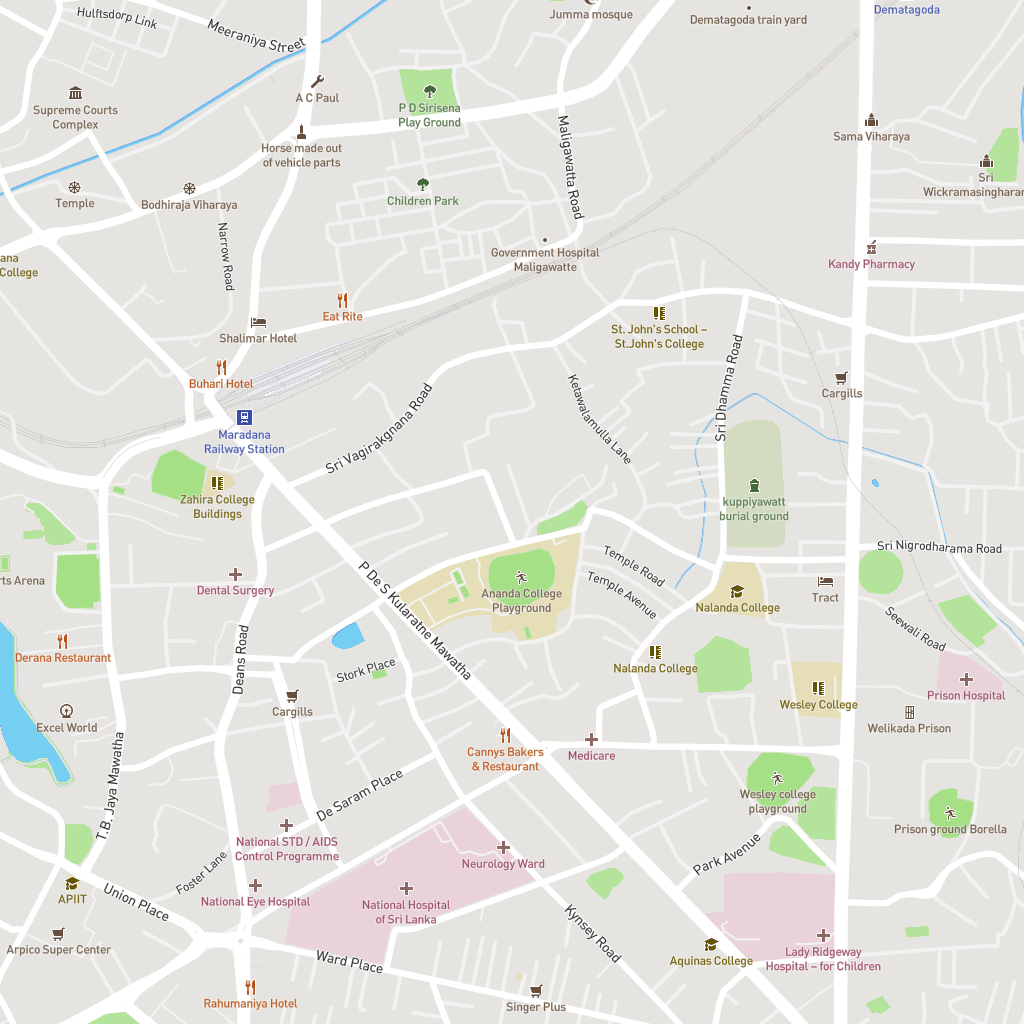 Hulftsdorp Link
Meeraniya Street
Jumma mosque
Dematagoda train yard
Dematagoda
A C Paul
Supreme Courts
Complex
P D Sirisena
Play Ground
Maligawatta Road
Sama Viharaya
Horse made out
of vehicle parts
Sri
Wickramasingharam
Temple
Bodhiraja Viharaya
Children Park
Narrow Road
Government Hospital
Maligawatte
ana
College
Kandy Pharmacy
Eat Rite
Shalimar Hotel
St. John's School –
St.John's College
Buhari Hotel
Sri Dhamma Road
Cargills
Ketawalamulla Lane
Sri Vagirakgnana Road
Maradana
Railway Station
Zahira College
Buildings
kuppiyawatt
burial ground
Sri Nigrodharama Road
Temple Road
Temple Avenue
rts Arena
Dental Surgery
Ananda College
Playground
Nalanda College
Tract
P De S Kularatne Mawatha
Seewali Road
Deans Road
Derana Restaurant
Stork Place
Nalanda College
Prison Hospital
Wesley College
Excel World
Cargills
Welikada Prison
Cannys Bakers
& Restaurant
Medicare
T.B. Jaya Mawatha
De Saram Place
Wesley college
playground
Prison ground Borella
National STD / AIDS
Control Programme
Neurology Ward
Park Avenue
Foster Lane
APIIT
Union Place
National Eye Hospital
National Hospital
of Sri Lanka
Kynsey Road
Arpico Super Center
Ward Place
Aquinas College
Lady Ridgeway
Hospital – for Children
Rahumaniya Hotel
Singer Plus